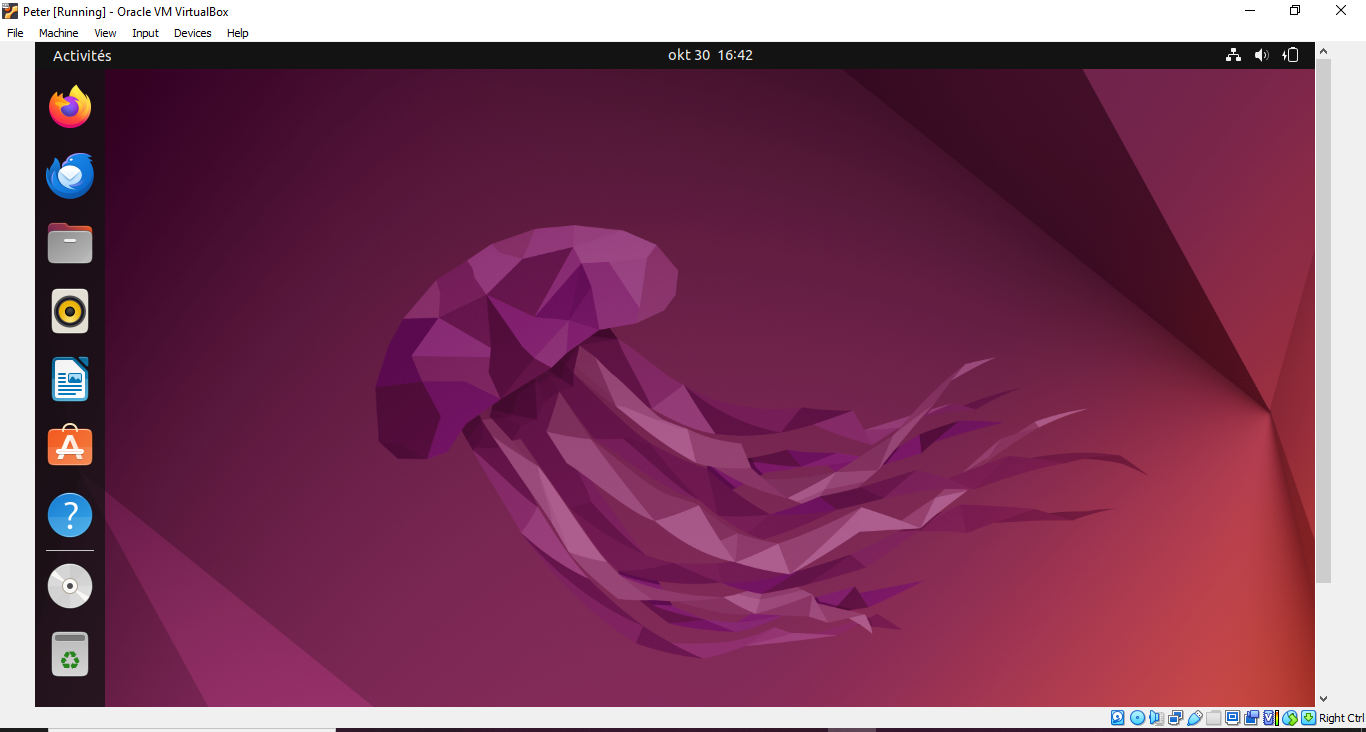 Peter [Running] - Oracle VM VirtualBox
File Machine View Input Devices Help
Activités okt 30 16:42
Right Ctrl